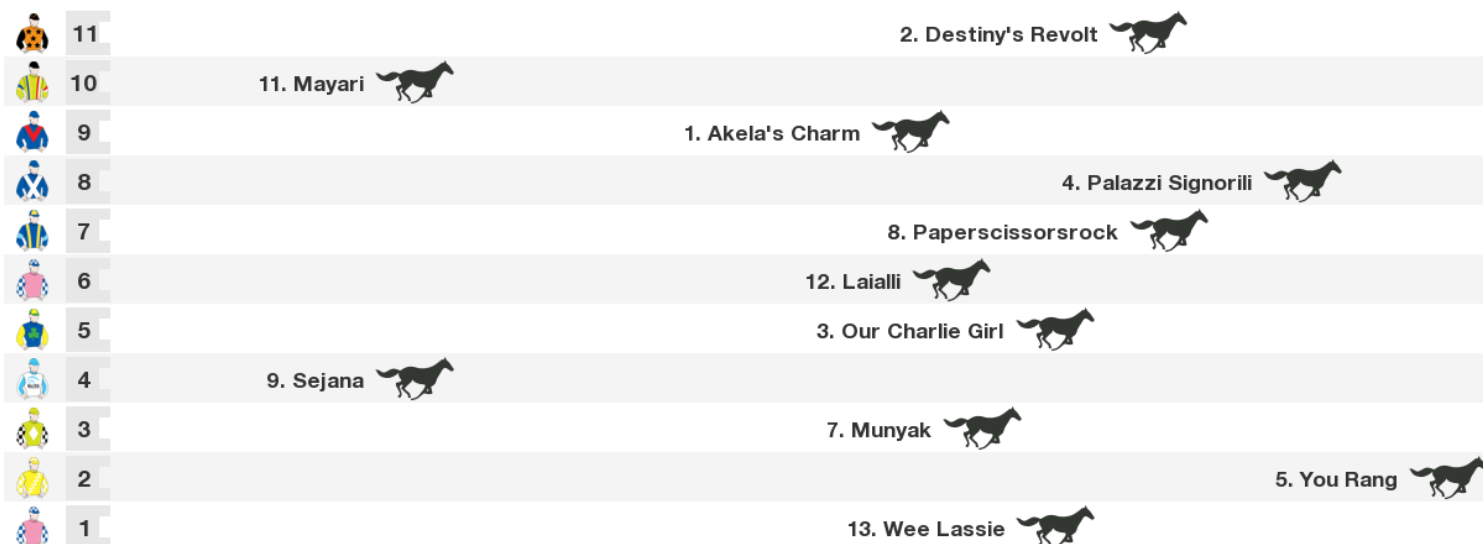 11 2. Destiny's Revolt
10 11. Mayari
9 1. Akela's Charm
8 4. Palazzi Signorili
7 8. Paperscissorsrock
6 12. Laialli
5 3. Our Charlie Girl
4 9. Sejana
3 7. Munyak
2 5. You Rang
1 13. Wee Lassie